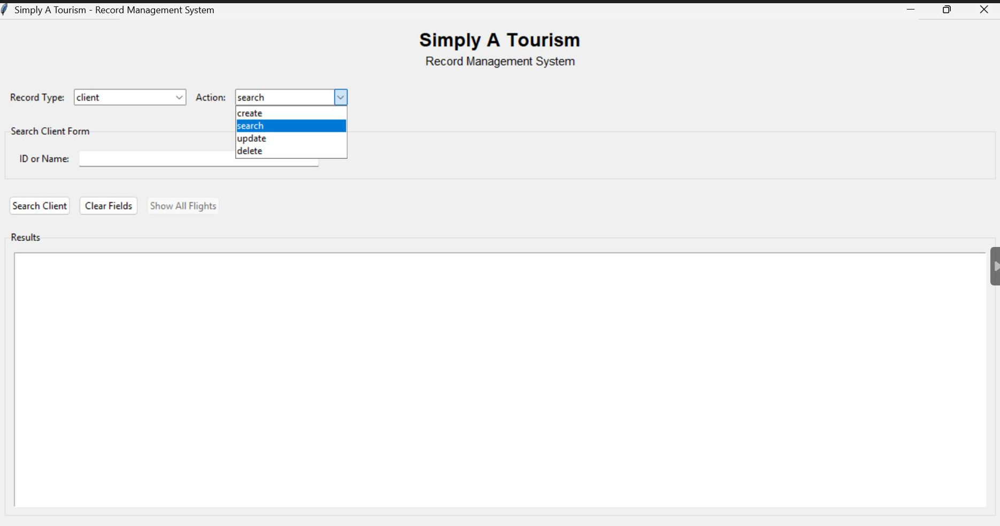 Simply A Tourism - Record Management System
Simply A Tourism
Record Management System
Record Type: client Action: search
create
search
update
delete
Search Client Form
ID or Name:
Search Client Clear Fields Show All Flights
Results